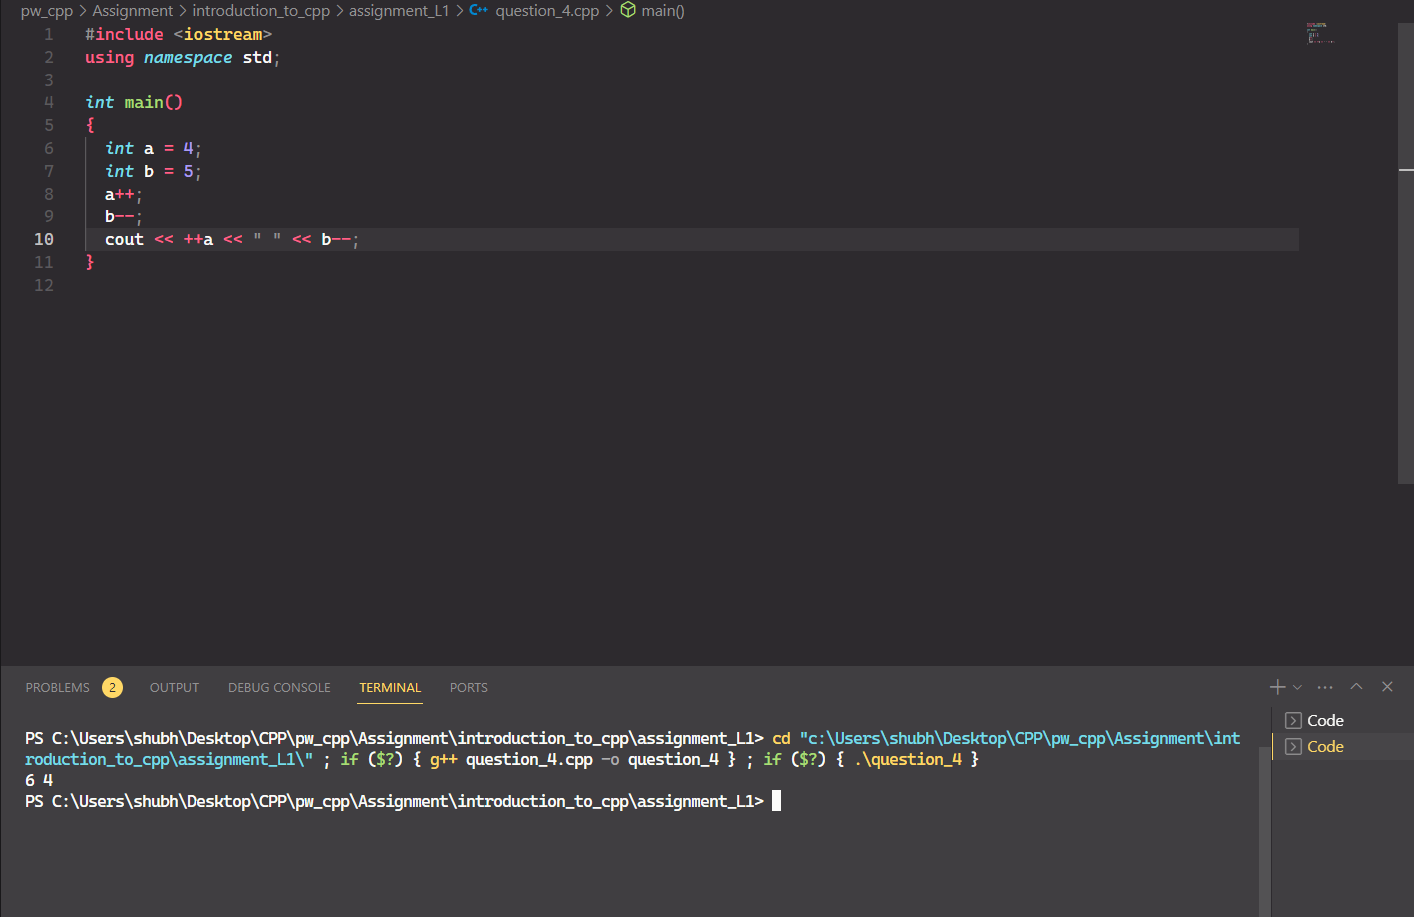 pw_cpp > Assignment > introduction_to_cpp > assignment_L1 > C++ question_4.cpp > main()
1 #include <iostream>
2 using namespace std;
3
4 int main()
5 {
6 int a = 4;
7 int b = 5;
8 a++;
9 b--;
10 cout << ++a << " " << b--;
11 }
12
PROBLEMS 2 OUTPUT DEBUG CONSOLE TERMINAL PORTS
Code
Code
PS C:\Users\shubh\Desktop\CPP\pw_cpp\Assignment\introduction_to_cpp\assignment_L1> cd "c:\Users\shubh\Desktop\CPP\pw_cpp\Assignment\int
roduction_to_cpp\assignment_L1\" ; if ($?) { g++ question_4.cpp -o question_4 } ; if ($?) { .\question_4 }
6 4
PS C:\Users\shubh\Desktop\CPP\pw_cpp\Assignment\introduction_to_cpp\assignment_L1>